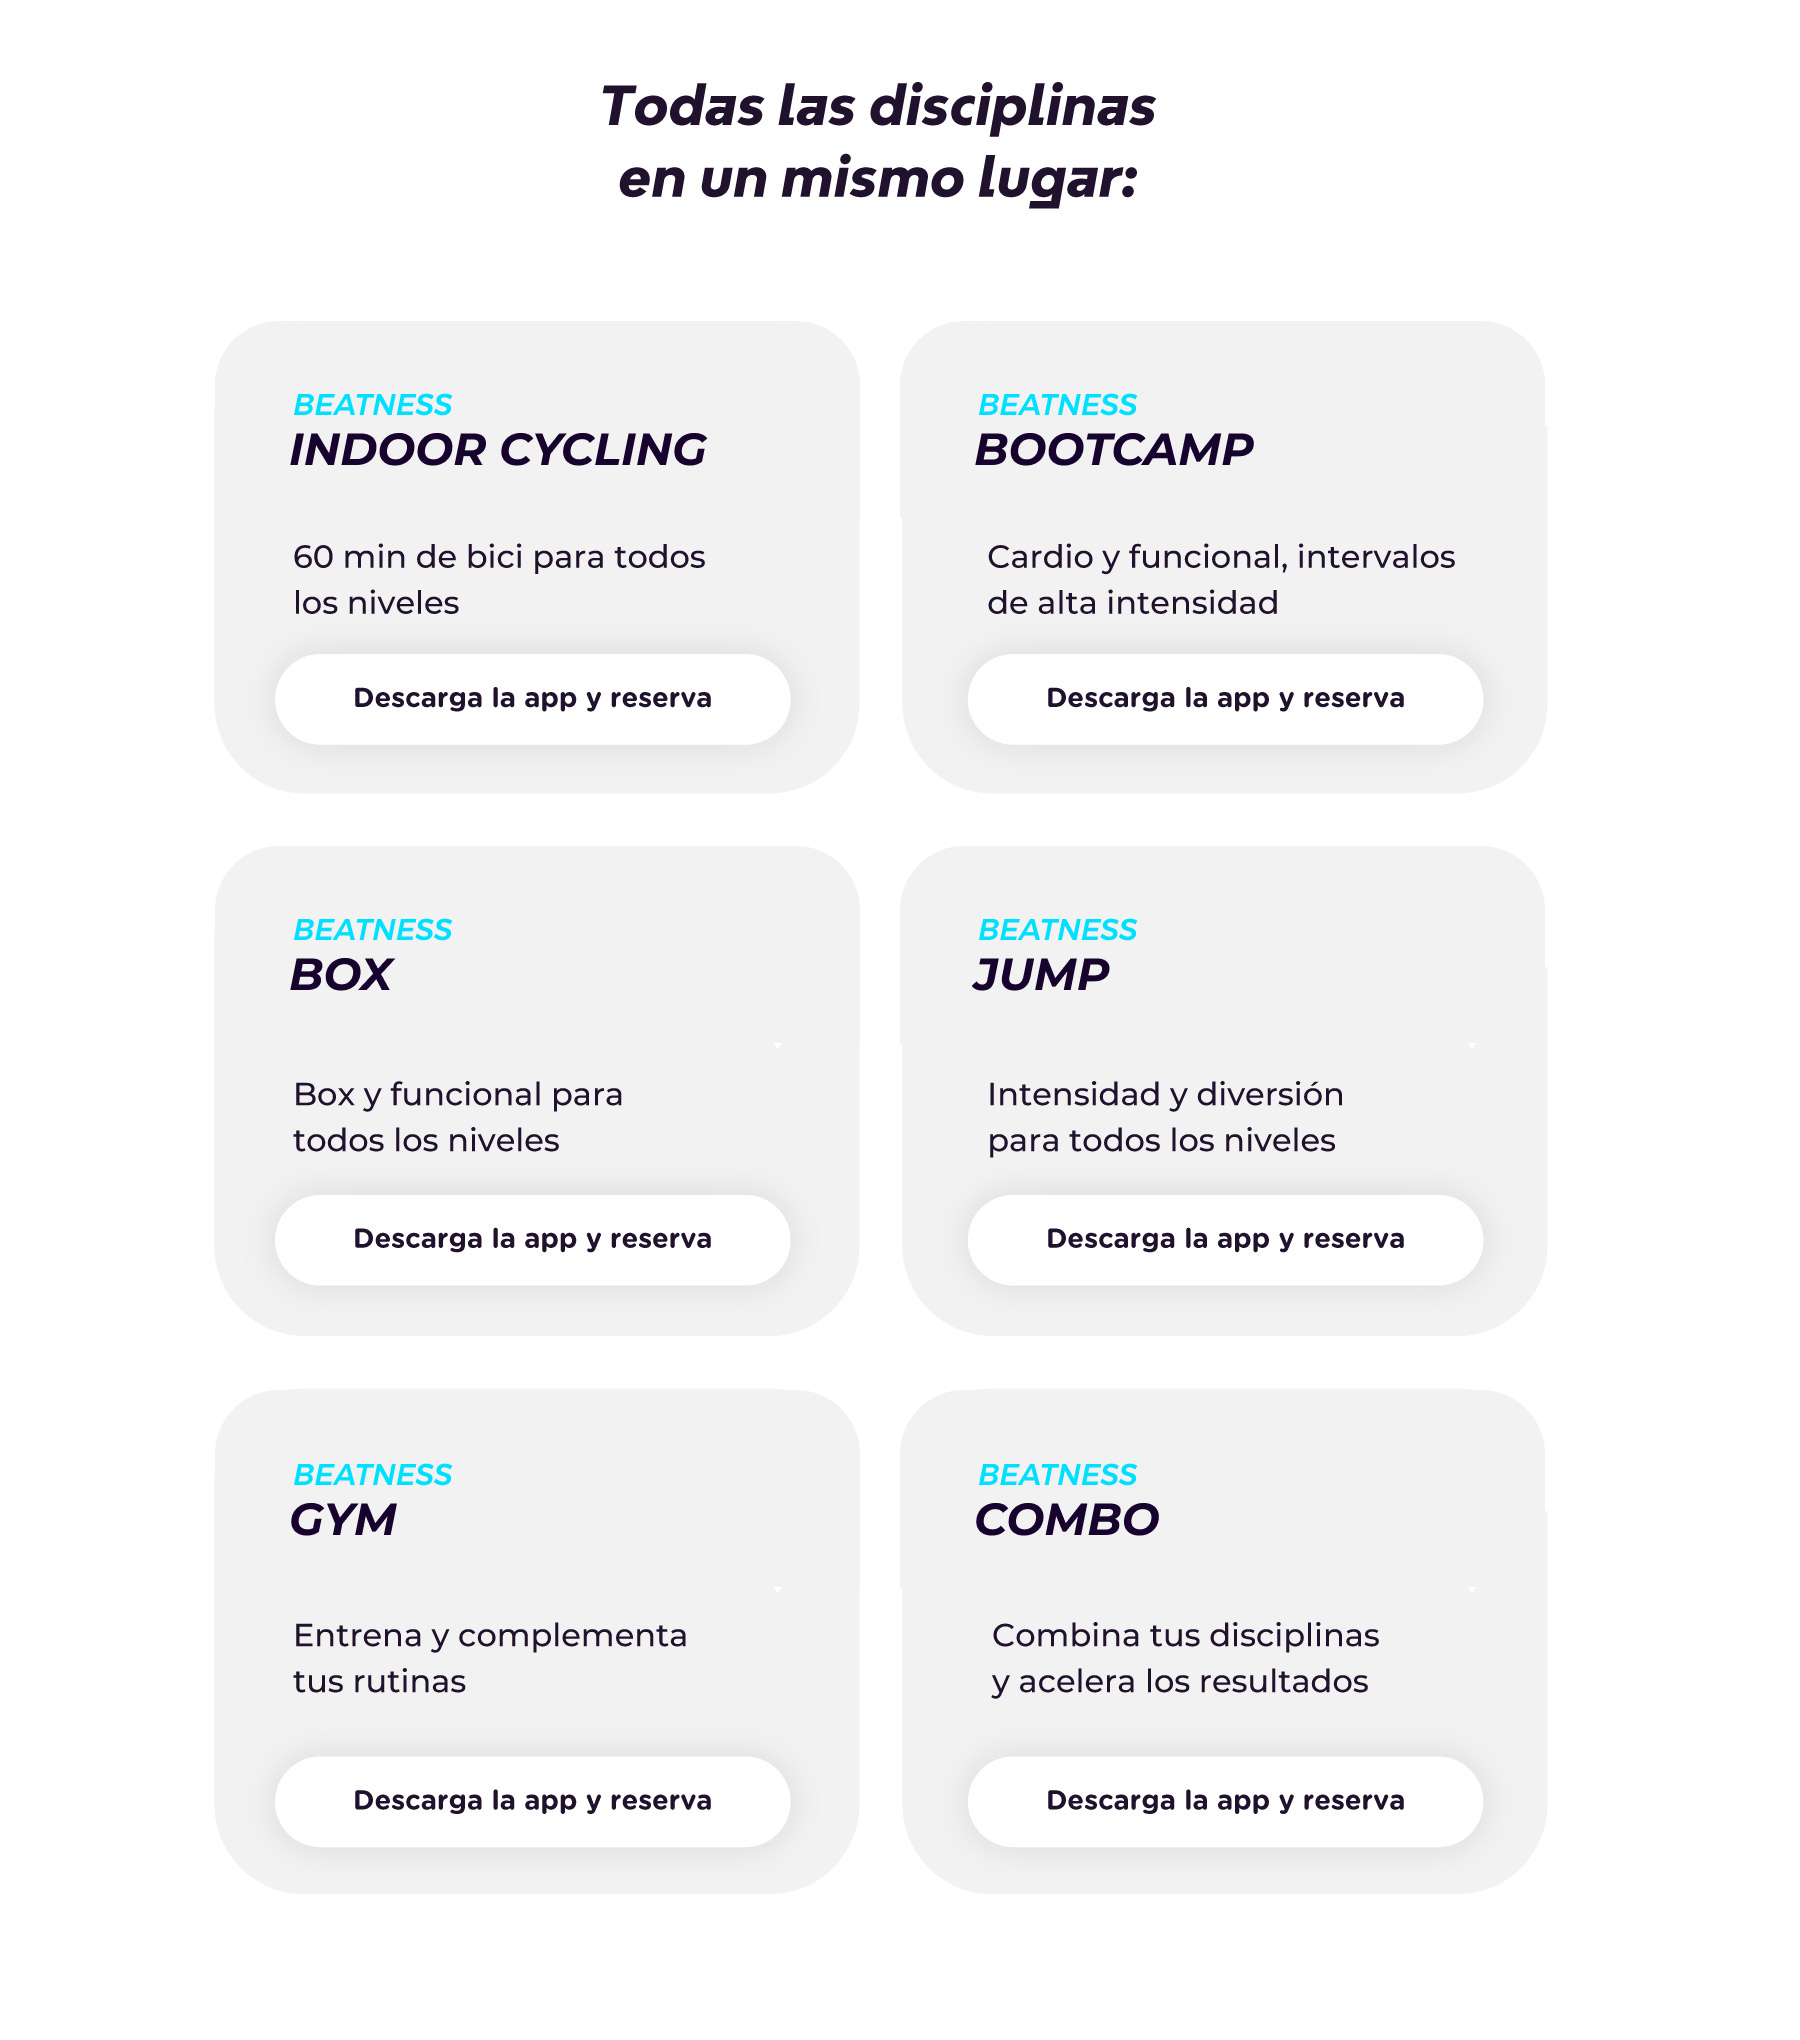 Todas las disciplinas
en un mismo lugar:
BEATNESS
INDOOR CYCLING
60 min de bici para todos
los niveles
Descarga la app y reserva
BEATNESS
BOOTCAMP
Cardio y funcional, intervalos
de alta intensidad
Descarga la app y reserva
BEATNESS
BOX
Box y funcional para
todos los niveles
Descarga la app y reserva
BEATNESS
JUMP
Intensidad y diversión
para todos los niveles
Descarga la app y reserva
BEATNESS
GYM
Entrena y complementa
tus rutinas
Descarga la app y reserva
BEATNESS
COMBO
Combina tus disciplinas
y acelera los resultados
Descarga la app y reserva